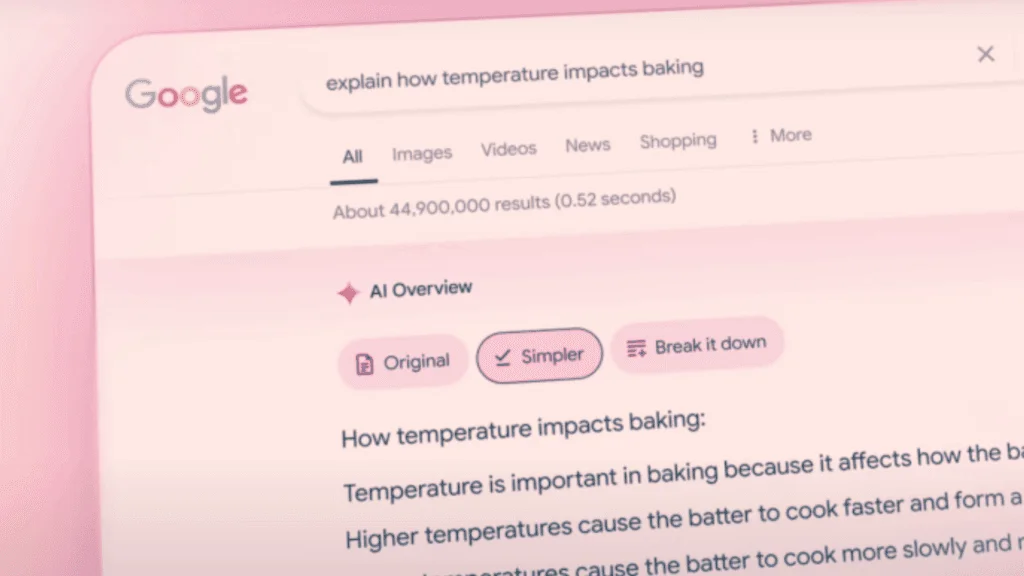 Google
explain how temperature impacts baking
All Images Videos News Shopping More
About 44,900,000 results (0.52 seconds)
AI Overview
Original Simpler Break it down
How temperature impacts baking:
Temperature is important in baking because it affects how the
Higher temperatures cause the batter to cook faster and form a
cause the batter to cook more slowly and